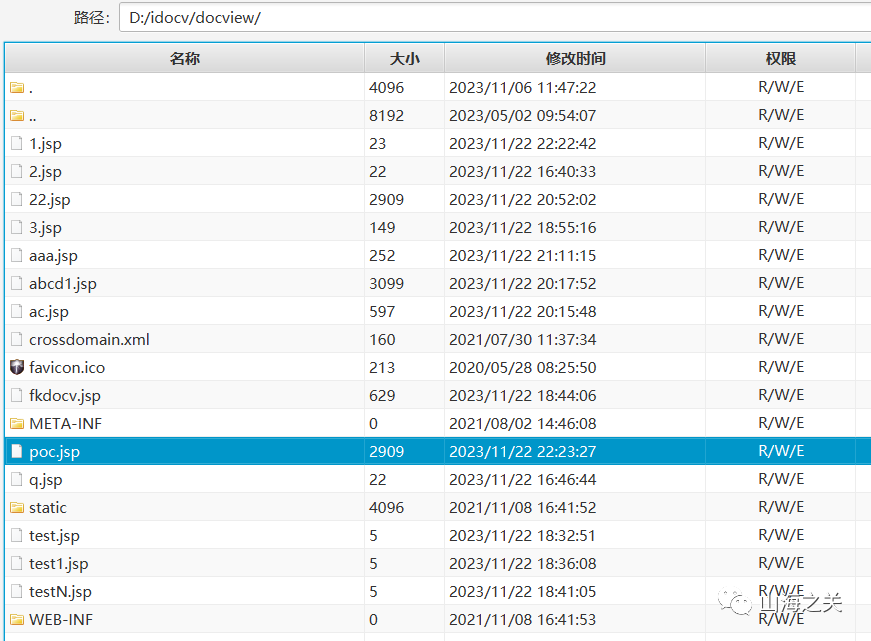 路径： D:/idocv/docview/
名称 大小 修改时间 权限
. 4096 2023/11/06 11:47:22 R/W/E
.. 8192 2023/05/02 09:54:07 R/W/E
1.jsp 23 2023/11/22 22:22:42 R/W/E
2.jsp 22 2023/11/22 16:40:33 R/W/E
22.jsp 2909 2023/11/22 20:52:02 R/W/E
3.jsp 149 2023/11/22 18:55:16 R/W/E
aaa.jsp 252 2023/11/22 21:11:15 R/W/E
abcd1.jsp 3099 2023/11/22 20:17:52 R/W/E
ac.jsp 597 2023/11/22 20:15:48 R/W/E
crossdomain.xml 160 2021/07/30 11:37:34 R/W/E
favicon.ico 213 2020/05/28 08:25:50 R/W/E
fkdocv.jsp 629 2023/11/22 18:44:06 R/W/E
META-INF 0 2021/08/02 14:46:08 R/W/E
poc.jsp 2909 2023/11/22 22:23:27 R/W/E
q.jsp 22 2023/11/22 16:46:44 R/W/E
static 4096 2021/11/08 16:41:52 R/W/E
test.jsp 5 2023/11/22 18:32:51 R/W/E
test1.jsp 5 2023/11/22 18:36:08 R/W/E
testN.jsp 5 2023/11/22 18:41:05 R/W/E
山海之关
WEB-INF 0 2021/11/08 16:41:53 R/W/E